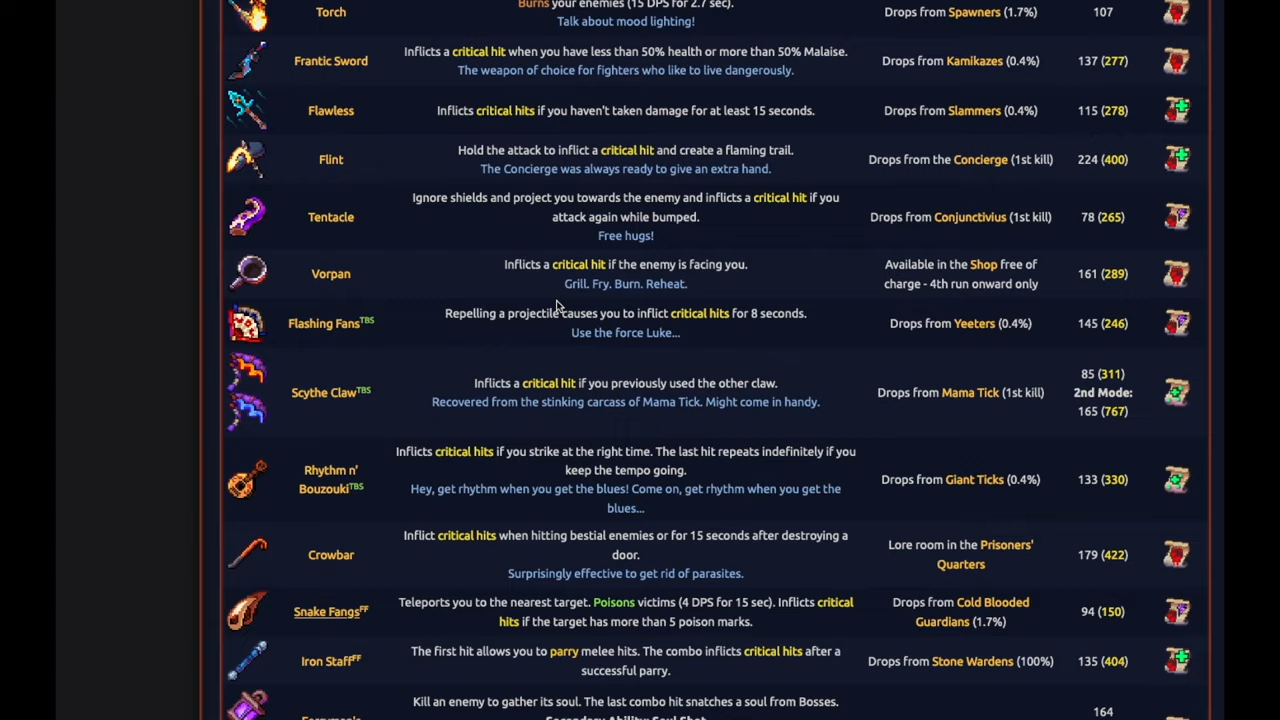 Burns your enemies (15 DPS for 2.7 sec).
Torch
Talk about mood lighting!
Drops from Spawners (1.7%)
107
Inflicts a critical hit when you have less than 50% health or more than 50% Malaise.
Frantic Sword
The weapon of choice for fighters who like to live dangerously.
Drops from Kamikazes (0.4%)
137 (277)
Flawless
Inflicts critical hits if you haven't taken damage for at least 15 seconds.
Drops from Slammers (0.4%)
115 (278)
Hold the attack to inflict a critical hit and create a flaming trail.
Flint
The Concierge was always ready to give an extra hand.
Drops from the Concierge (1st kill)
224 (400)
Ignore shields and project you towards the enemy and inflicts a critical hit if you
attack again while bumped.
Tentacle
Free hugs!
Drops from Conjunctivius (1st kill)
78 (265)
Inflicts a critical hit if the enemy is facing you.
Vorpan
Grill. Fry. Burn. Reheat.
Available in the Shop free of
charge - 4th run onward only
161 (289)
Repelling a projectile causes you to inflict critical hits for 8 seconds.
Flashing Fans TBS
Use the force Luke...
Drops from Yeeters (0.4%)
145 (246)
Inflicts a critical hit if you previously used the other claw.
Scythe Claw TBS
Recovered from the stinking carcass of Mama Tick. Might come in handy.
Drops from Mama Tick (1st kill)
85 (311)
2nd Mode:
165 (767)
Inflicts critical hits if you strike at the right time. The last hit repeats indefinitely if you
keep the tempo going.
Rhythm n'
Bouzouki TBS
Hey, get rhythm when you get the blues! Come on, get rhythm when you get the
blues...
Drops from Giant Ticks (0.4%)
133 (330)
Inflict critical hits when hitting bestial enemies or for 15 seconds after destroying a
door.
Crowbar
Surprisingly effective to get rid of parasites.
Lore room in the Prisoners'
Quarters
179 (422)
Teleports you to the nearest target. Poisons victims (4 DPS for 15 sec). Inflicts critical
hits if the target has more than 5 poison marks.
Snake Fangs FF
Drops from Cold Blooded
Guardians (1.7%)
94 (150)
The first hit allows you to parry melee hits. The combo inflicts critical hits after a
successful parry.
Iron Staff FF
Drops from Stone Wardens (100%)
135 (404)
Kill an enemy to gather its soul. The last combo hit snatches a soul from Bosses.
Secondary Ability: Soul Shot
Ferryman's
164